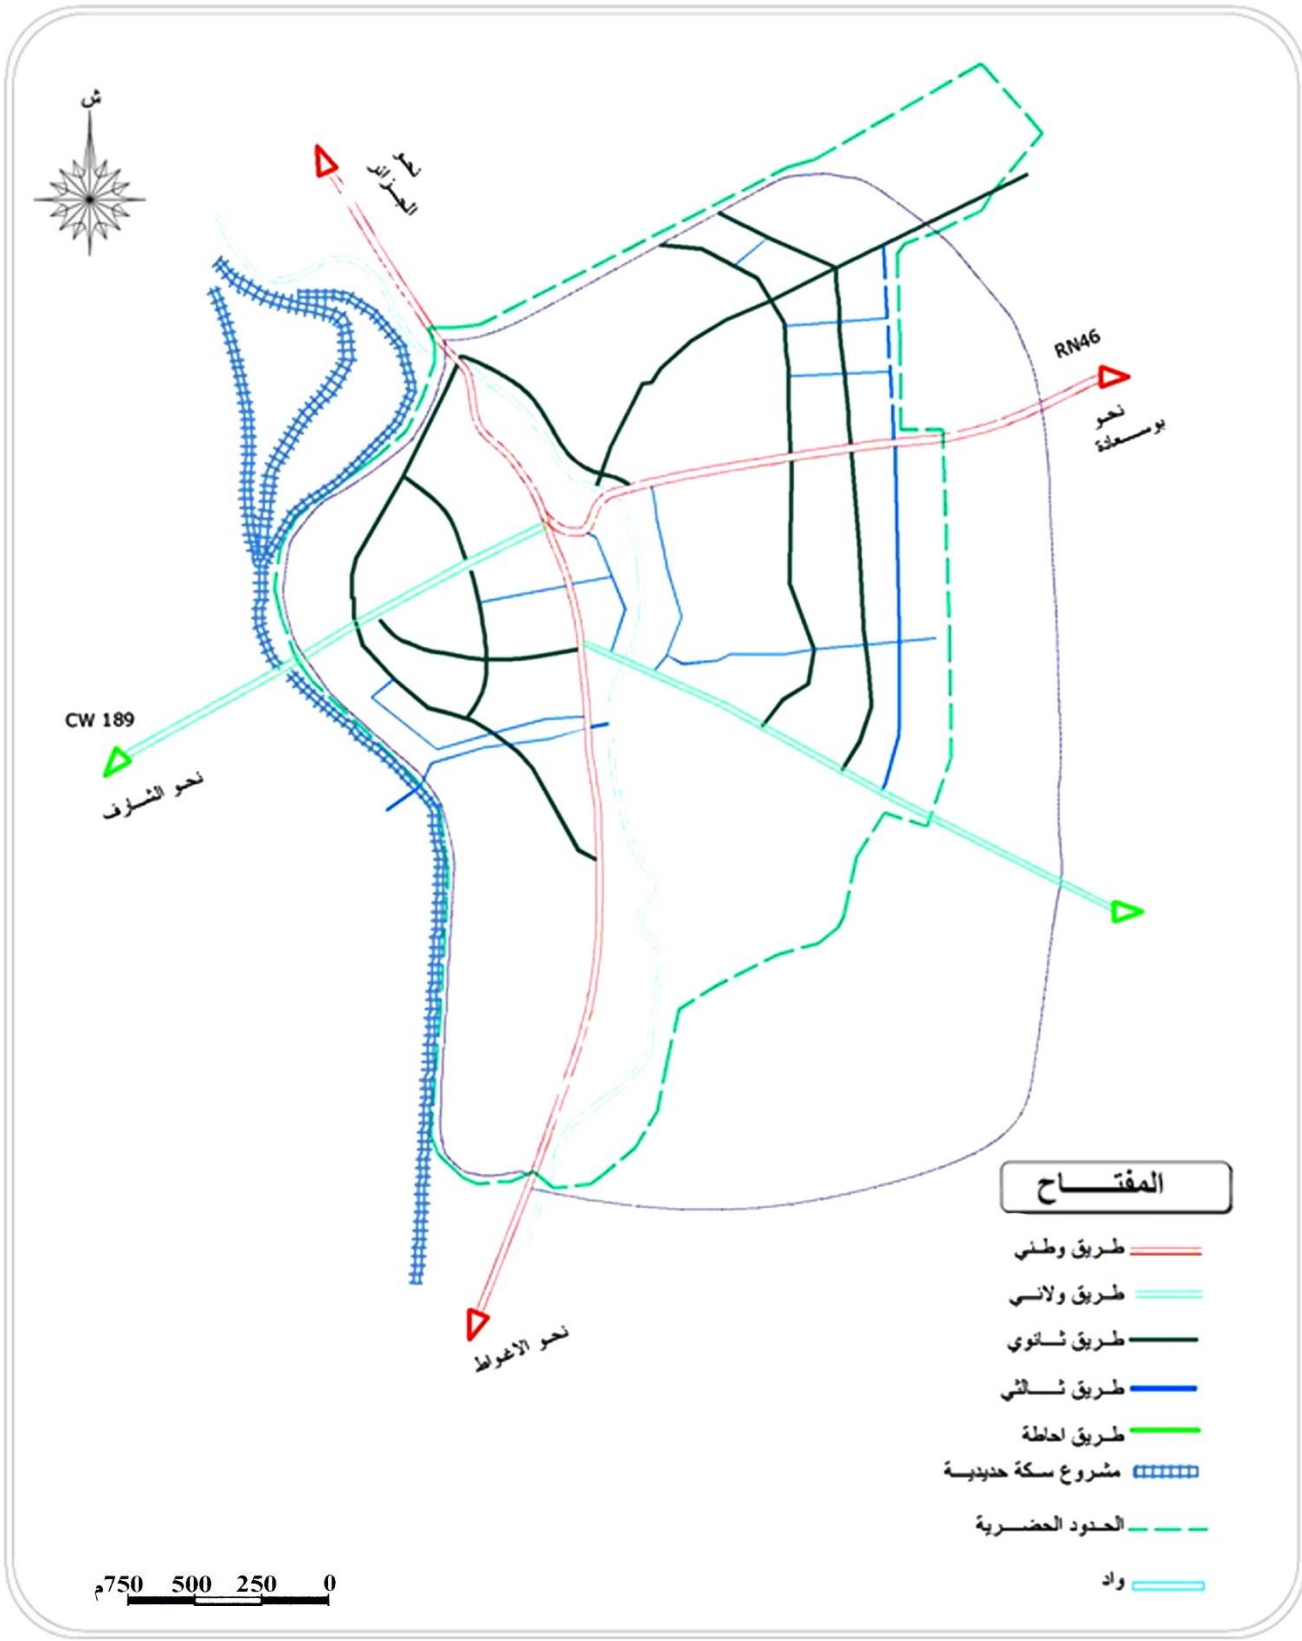 ش
نحو
الجزائر
RN46
نحو
بوسعادة
CW 189
نحو الشارف
نحو الاغواط
المفتاح
طريق وطني
طريق ولائي
طريق ثانوي
طريق ثالثي
طريق احاطة
مشروع سكة حديدية
الحدود الحضرية
واد
0 250 500 750م